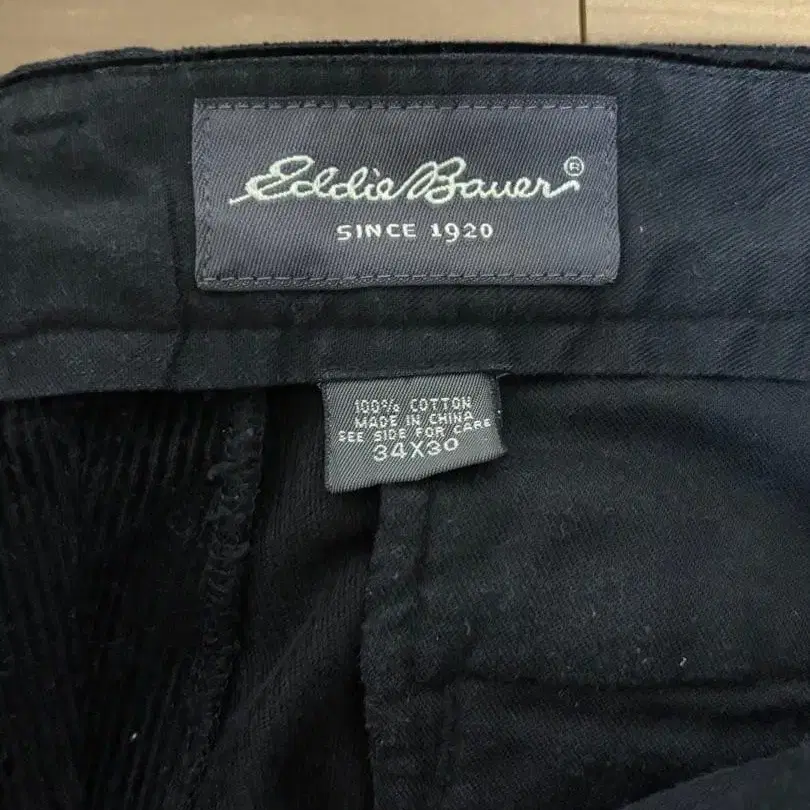 Eddie Bauer®
SINCE 1920
100% COTTON
MADE IN CHINA
SEE SIDE FOR CARE
34X30